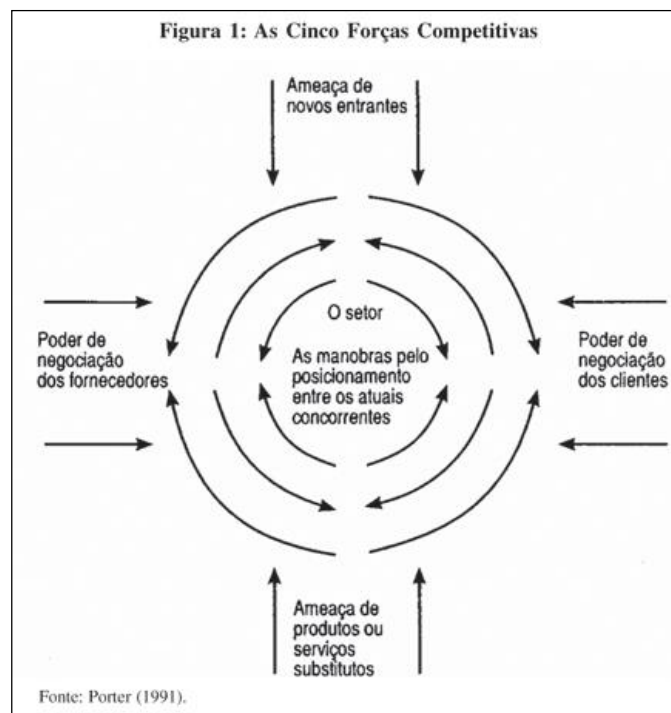 Figura 1: As Cinco Forças Competitivas
Ameaça de
novos entrantes
O setor
As manobras pelo
posicionamento
entre os atuais
concorrentes
Poder de
negociação
dos fornecedores
Poder de
negociação
dos clientes
Ameaça de
produtos ou
serviços
substitutos
Fonte: Porter (1991).